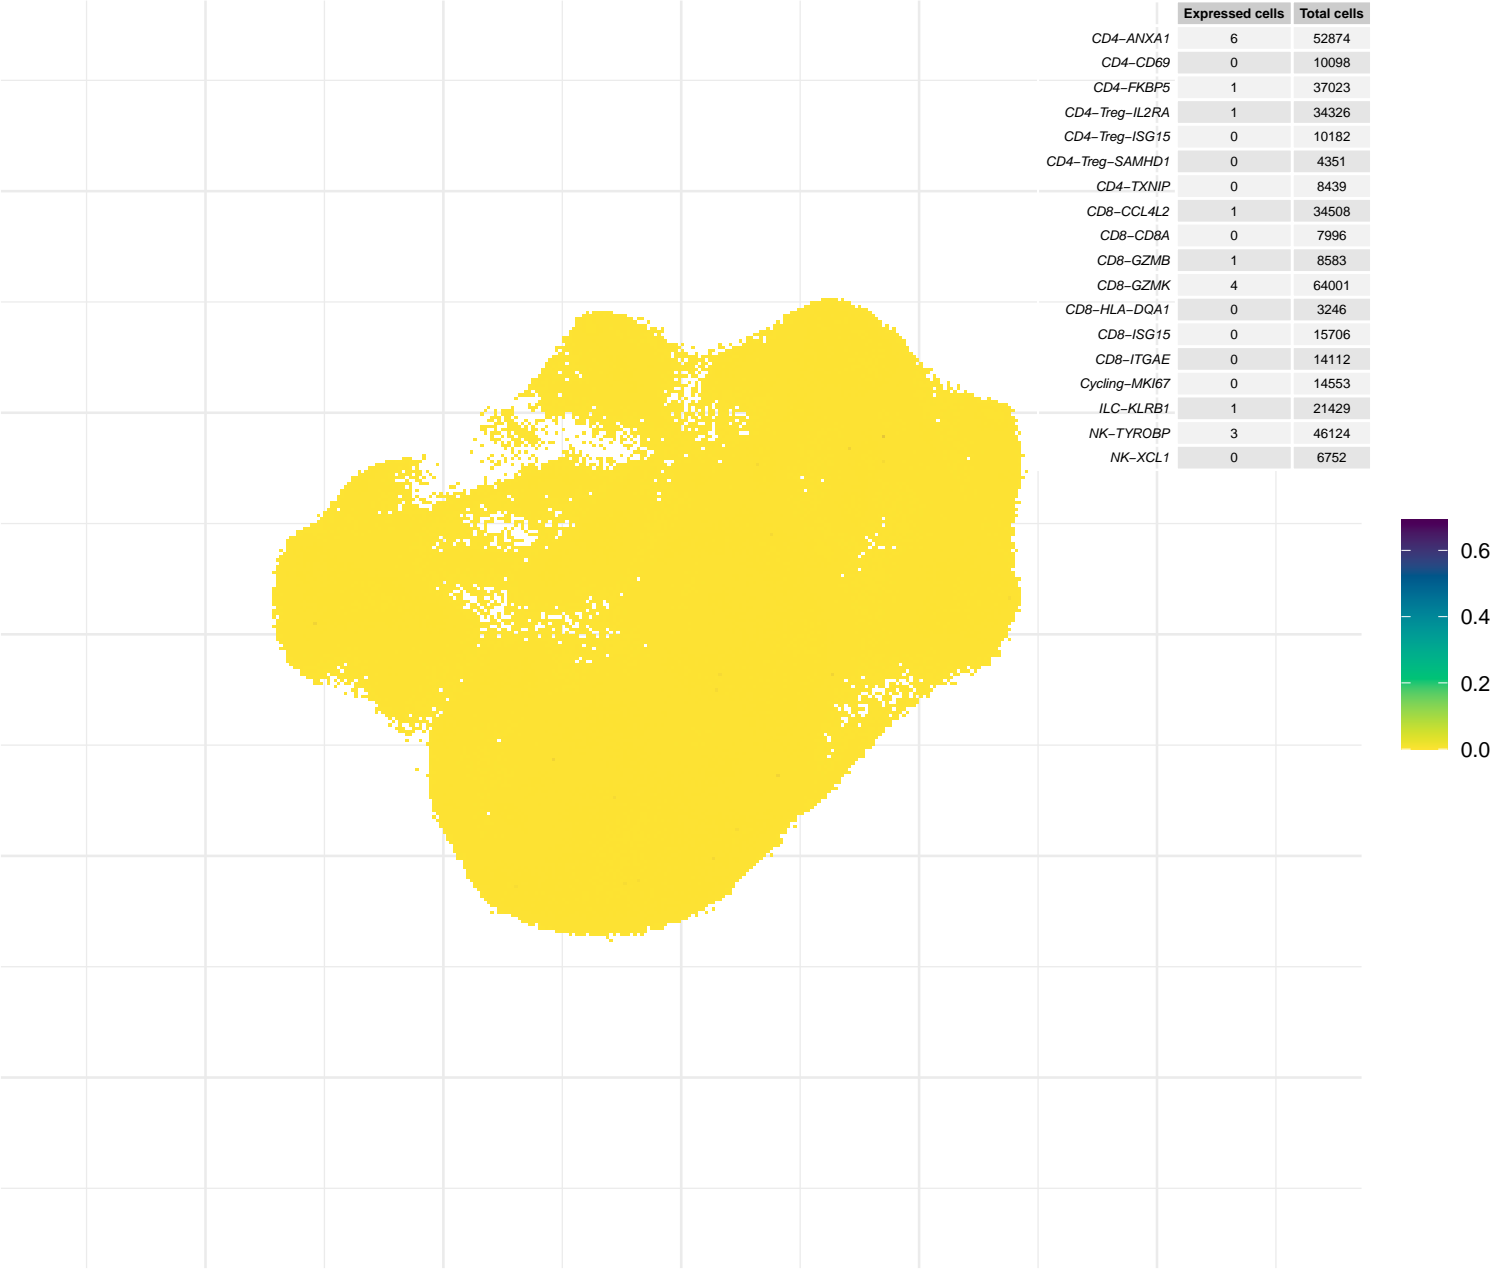 Expressed cells Total cells
CD4−ANXA1 6 52874
CD4−CD69 0 10098
CD4−FKBP5 1 37023
CD4−Treg−IL2RA 1 34326
CD4−Treg−ISG15 0 10182
CD4−Treg−SAMHD1 0 4351
CD4−TXNIP 0 8439
CD8−CCL4L2 1 34508
CD8−CD8A 0 7996
CD8−GZMB 1 8583
CD8−GZMK 4 64001
CD8−HLA−DQA1 0 3246
CD8−ISG15 0 15706
CD8−ITGAE 0 14112
Cycling−MKI67 0 14553
ILC−KLRB1 1 21429
NK−TYROBP 3 46124
NK−XCL1 0 6752
0.6
0.4
0.2
0.0